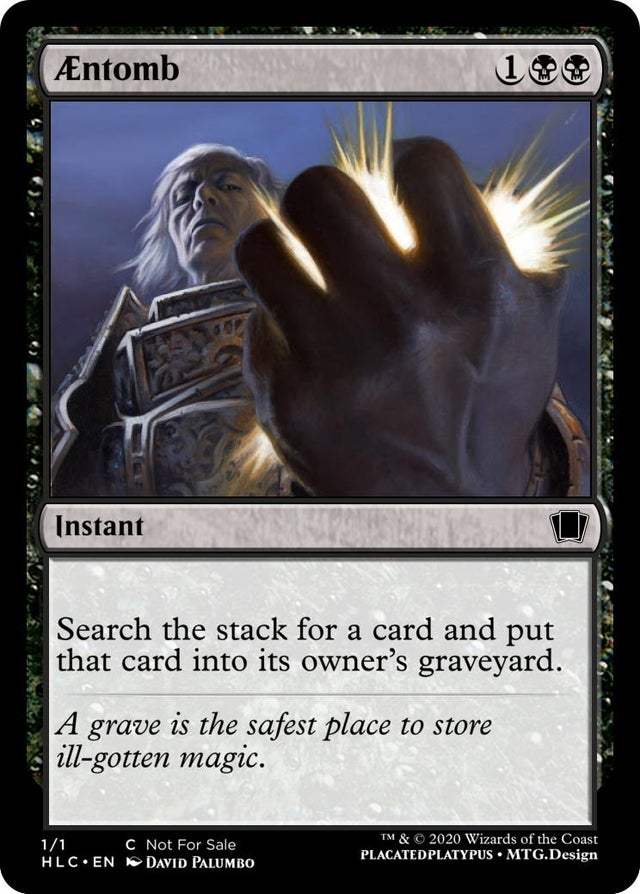 Æntomb
1
Instant
Search the stack for a card and put
that card into its owner's graveyard.
A grave is the safest place to store
ill-gotten magic.
1/1 C Not For Sale
HLC • EN DAVID PALUMBO
™ & © 2020 Wizards of the Coast
PLACATEDPLATYPUS • MTG.Design